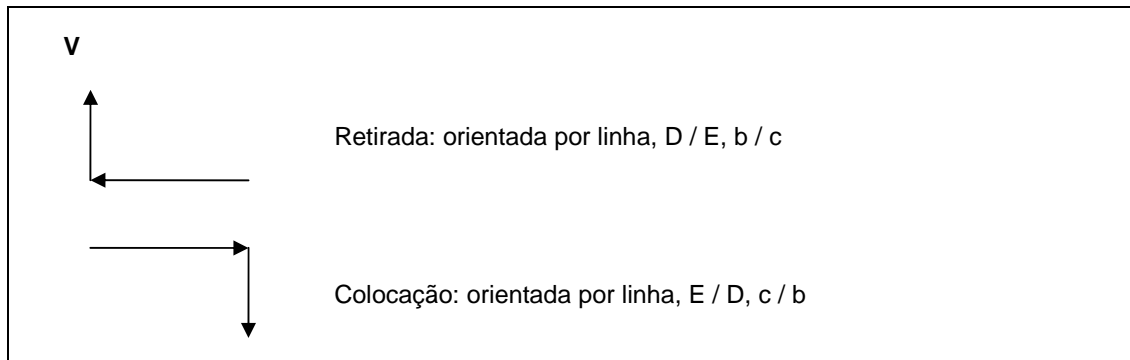 V
Retirada: orientada por linha, D / E, b / c
Colocação: orientada por linha, E / D, c / b